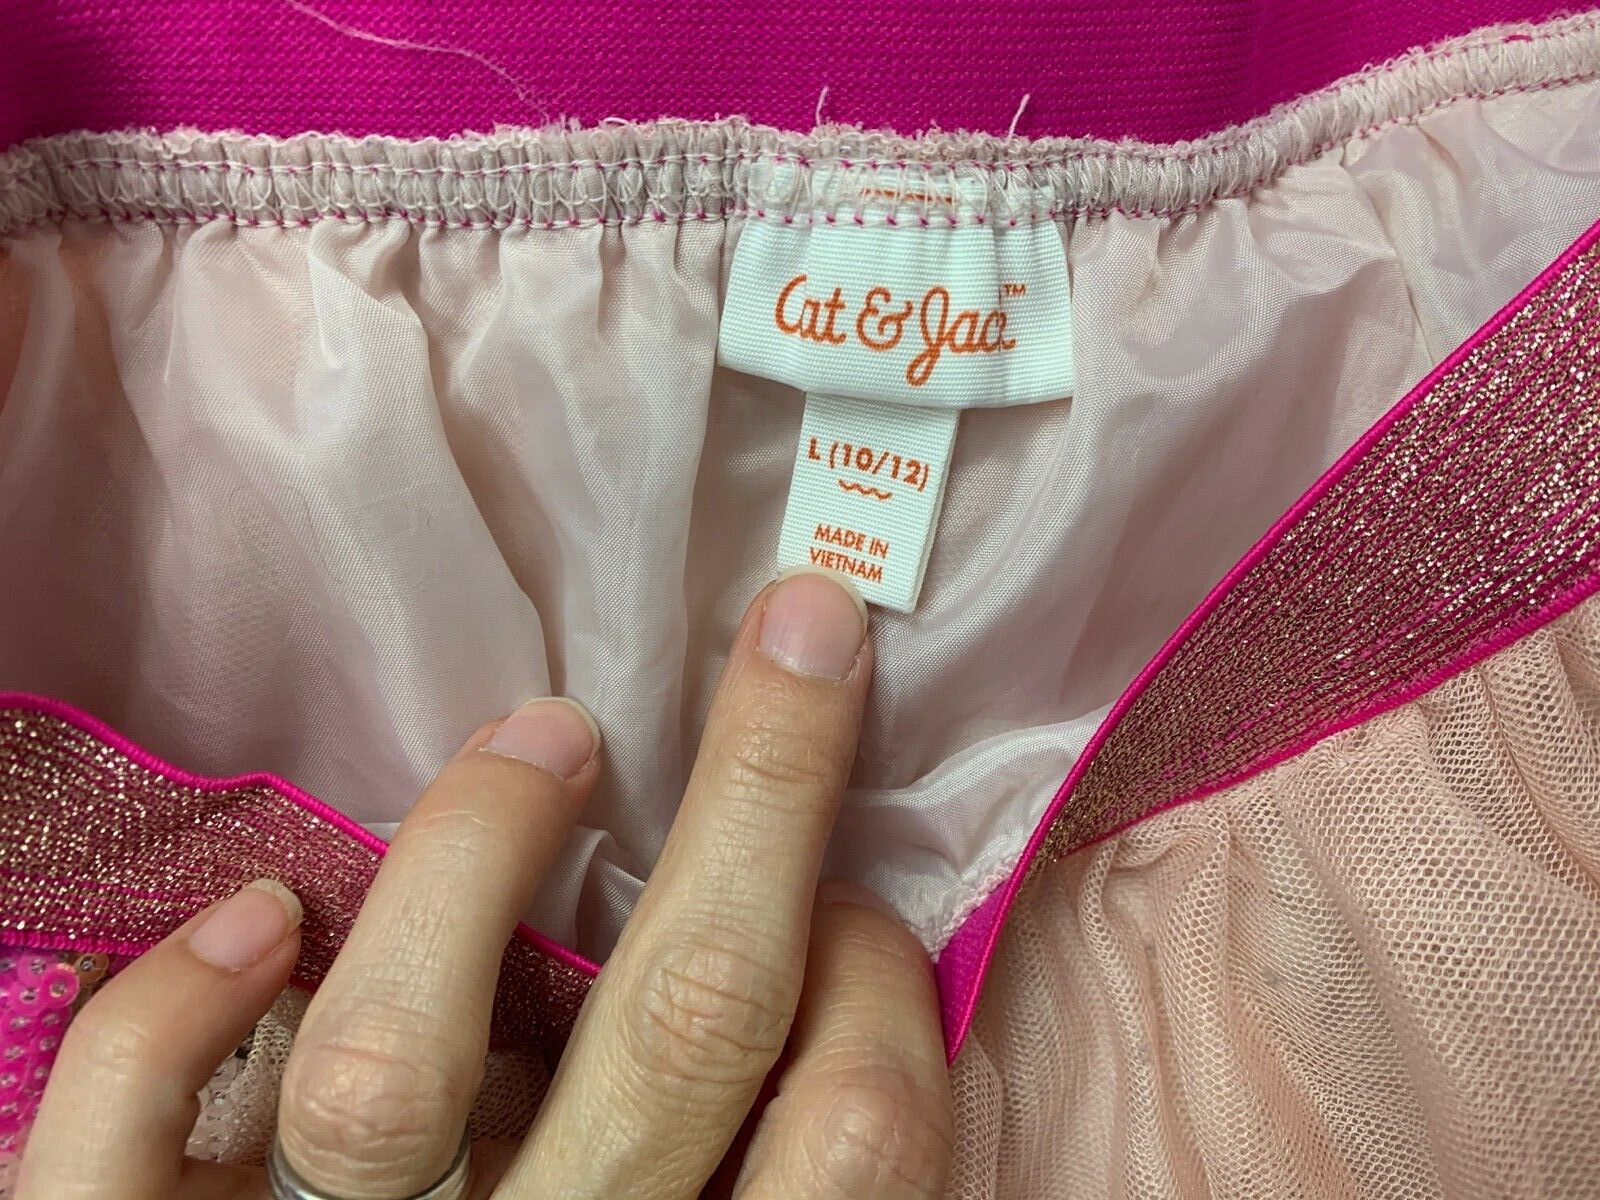 Cat & Jack™
L (10/12)
MADE IN
VIETNAM